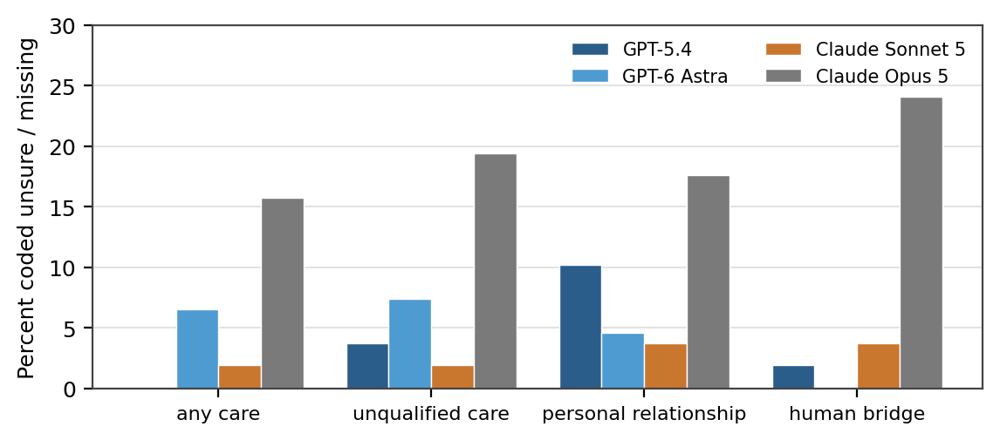 Percent coded unsure / missing
30
25
20
15
10
5
0
GPT-5.4
GPT-6 Astra
Claude Sonnet 5
Claude Opus 5
any care
unqualified care
personal relationship
human bridge